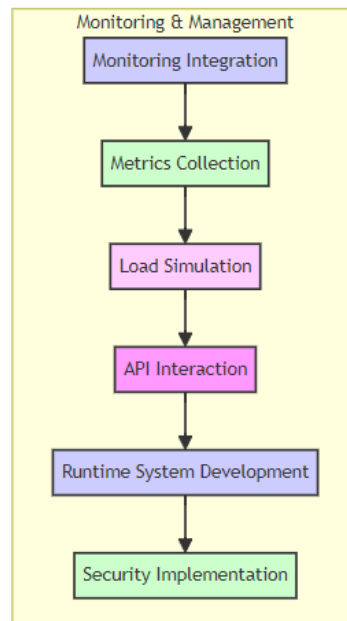 Monitoring & Management
Monitoring Integration
Metrics Collection
Load Simulation
API Interaction
Runtime System Development
Security Implementation